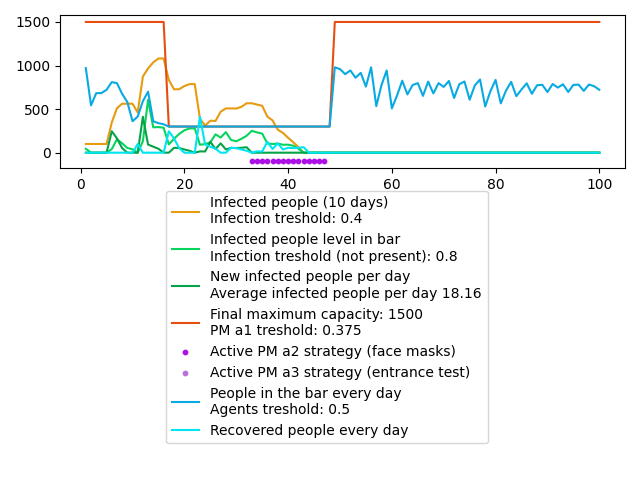 1500
1000
500
0
0
20
40
60
80
100
Infected people (10 days)
Infection treshold: 0.4
Infected people level in bar
Infection treshold (not present): 0.8
New infected people per day
Average infected people per day 18.16
Final maximum capacity: 1500
PM a1 treshold: 0.375
Active PM a2 strategy (face masks)
Active PM a3 strategy (entrance test)
People in the bar every day
Agents treshold: 0.5
Recovered people every day